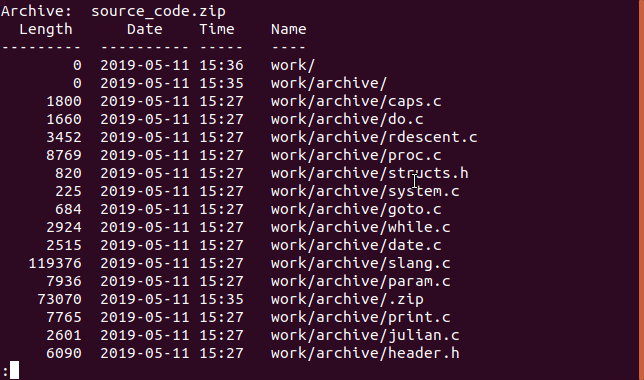 Archive:  source_code.zip
  Length      Date    Time    Name
---------  ---------- -----   ----
        0  2019-05-11 15:36   work/
        0  2019-05-11 15:35   work/archive/
     1800  2019-05-11 15:27   work/archive/caps.c
     1660  2019-05-11 15:27   work/archive/do.c
     3452  2019-05-11 15:27   work/archive/rdescent.c
     8769  2019-05-11 15:27   work/archive/proc.c
      820  2019-05-11 15:27   work/archive/structs.h
      225  2019-05-11 15:27   work/archive/system.c
      684  2019-05-11 15:27   work/archive/goto.c
     2924  2019-05-11 15:27   work/archive/while.c
     2515  2019-05-11 15:27   work/archive/date.c
   119376  2019-05-11 15:27   work/archive/slang.c
     7936  2019-05-11 15:27   work/archive/param.c
    73070  2019-05-11 15:35   work/archive/.zip
     7765  2019-05-11 15:27   work/archive/print.c
     2601  2019-05-11 15:27   work/archive/julian.c
     6090  2019-05-11 15:27   work/archive/header.h
: